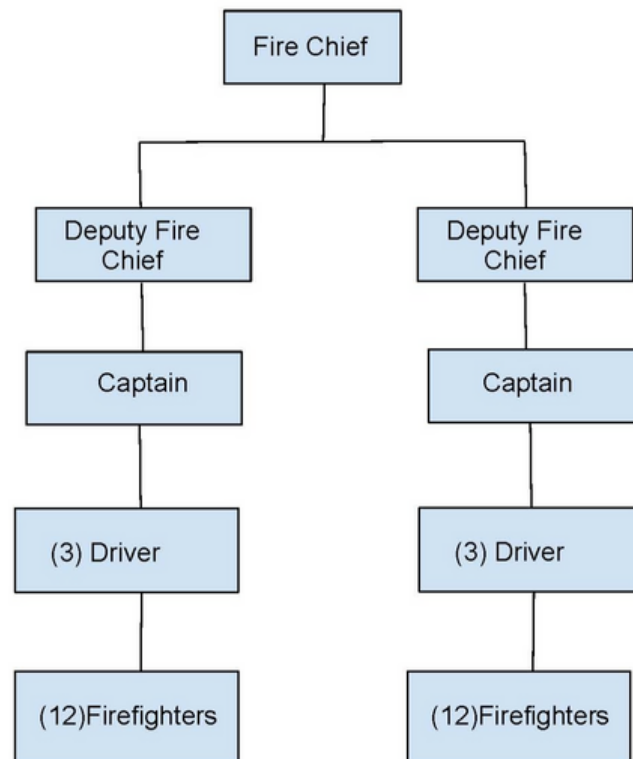 Fire Chief
Deputy Fire
Chief
Deputy Fire
Chief
Captain
Captain
(3) Driver
(3) Driver
(12)Firefighters
(12)Firefighters